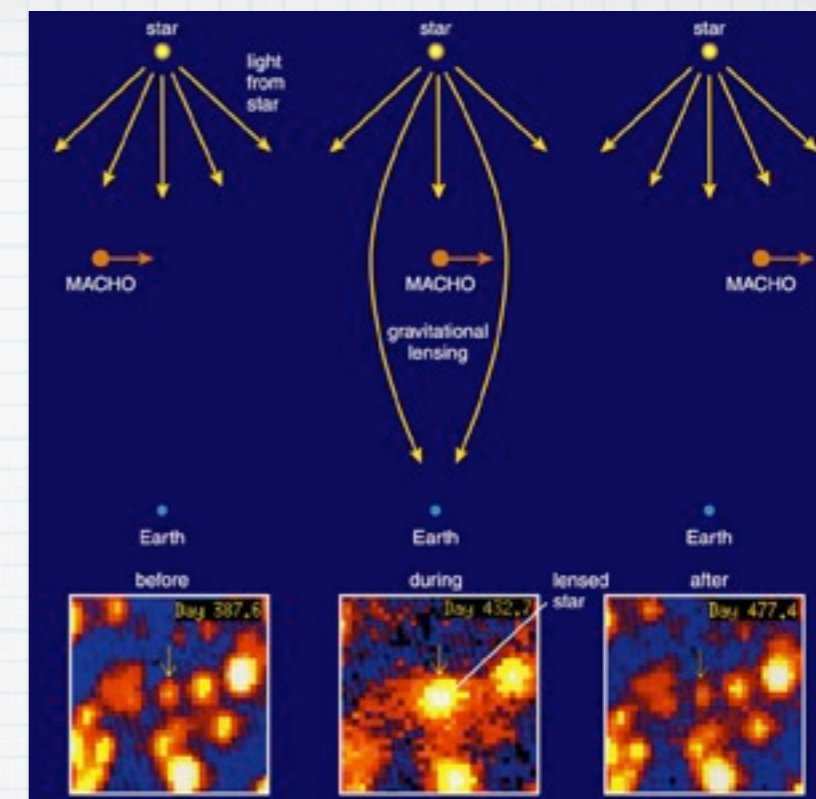 star
light
from
star
MACHO
star
MACHO
gravitational
lensing
star
MACHO
Earth
Earth
Earth
before
during
lensed
star
after
Day 387.6
Day 432.7
Day 477.4